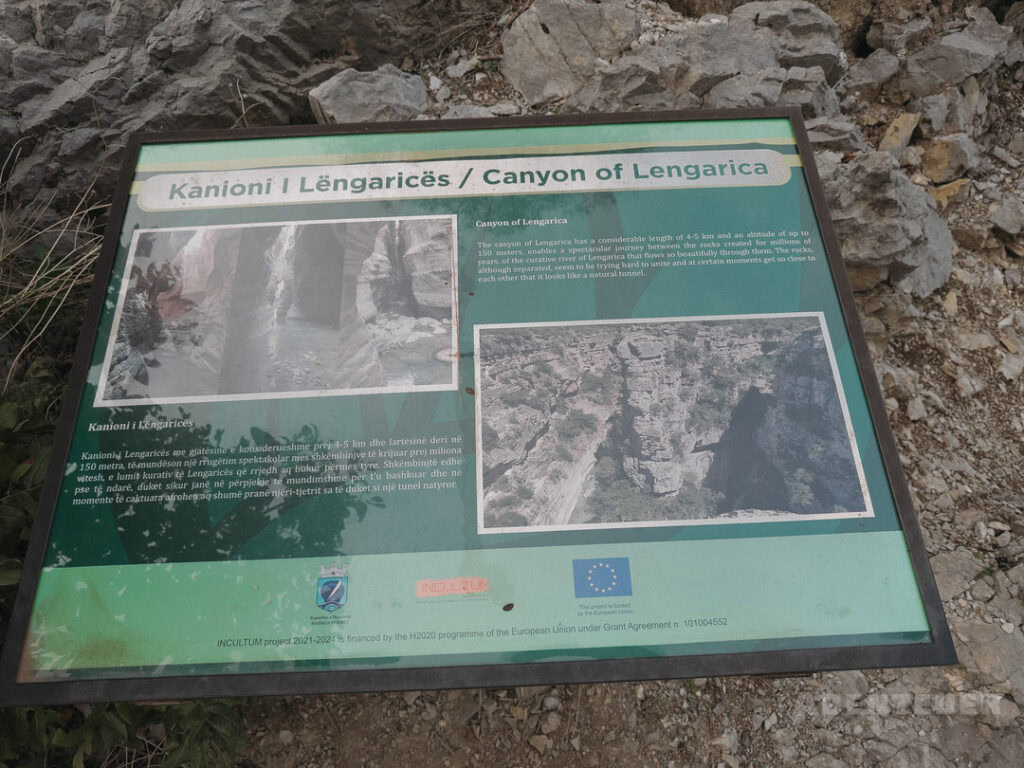 Kanioni I Lëngaricës / Canyon of Lengarica
Canyon of Lengarica
The canyon of Lengarica has a considerable length of 4-5 km and an altitude of up to
150 meters, enables a spectacular journey between the rocks created for millions of
years, of the curative river of Lengarica that flows so beautifully through them. The rocks,
although separated, seem to be trying hard to unite and at certain moments get so close to
each other that it looks like a natural tunnel.
Kanioni i Lëngaricës
Kanioni i Lëngaricës me gjatësinë e konsiderueshme prej 4-5 km dhe lartësinë deri në
150 metra, të mundëson një rrugëtim spektakolar mes shkëmbinjve të krijuar prej miliona
vitesh, e lumit kurativ të Lëngaricës që rrjedh aq bukur përmes tyre. Shkëmbinjtë edhe
pse të ndarë, duket sikur janë në përpjekje të mundimshme për t'u bashkuar dhe në
momente të caktuara afrohen aq shumë pranë njëri-tjetrit sa të duket si një tunel natyror.
INCULTUM
This project is funded
by the European Union
INCULTUM project 2021-2024 is financed by the H2020 programme of the European Union under Grant Agreement n. 101004552